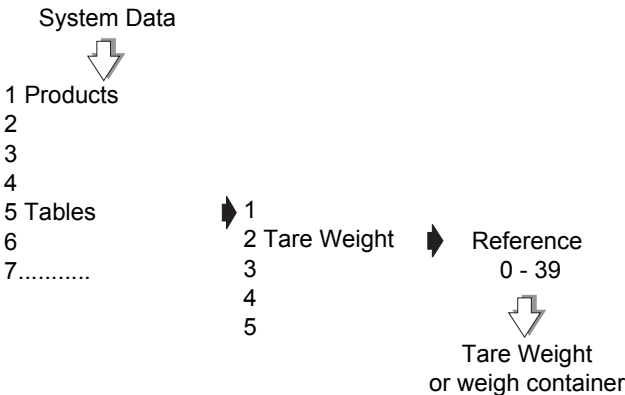 System Data
1 Products
2
3
4
5 Tables
6
7...........
1
2 Tare Weight
3
4
5
Reference
0 - 39
Tare Weight
or weigh container